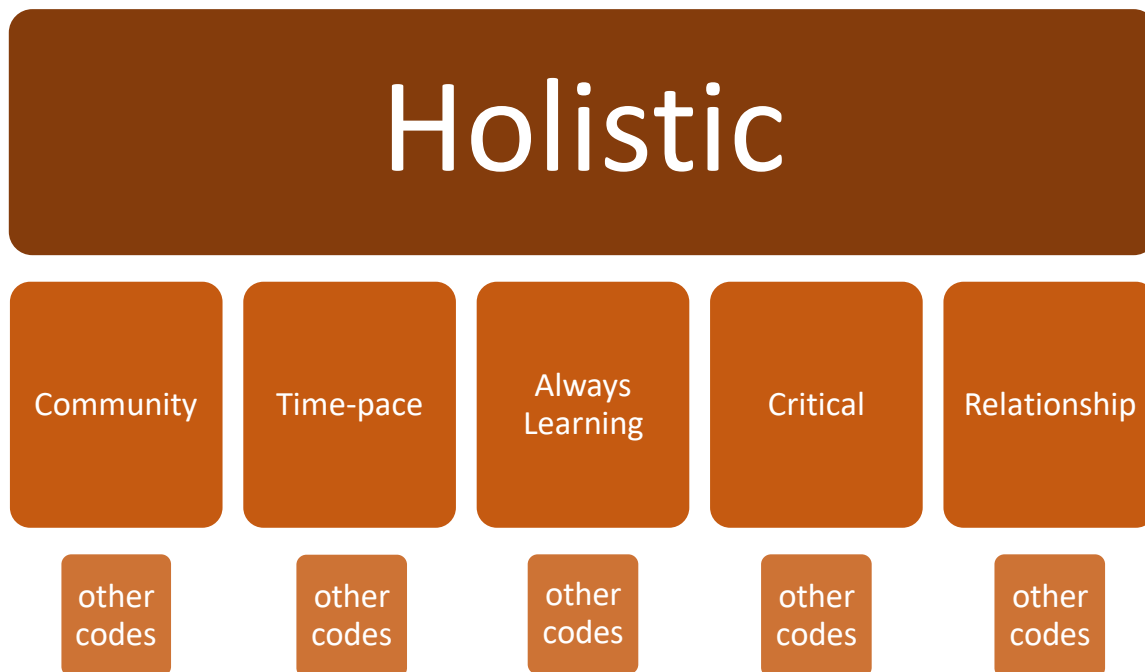 Holistic
Community
Time-pace
Always
Learning
Critical
Relationship
other
codes
other
codes
other
codes
other
codes
other
codes